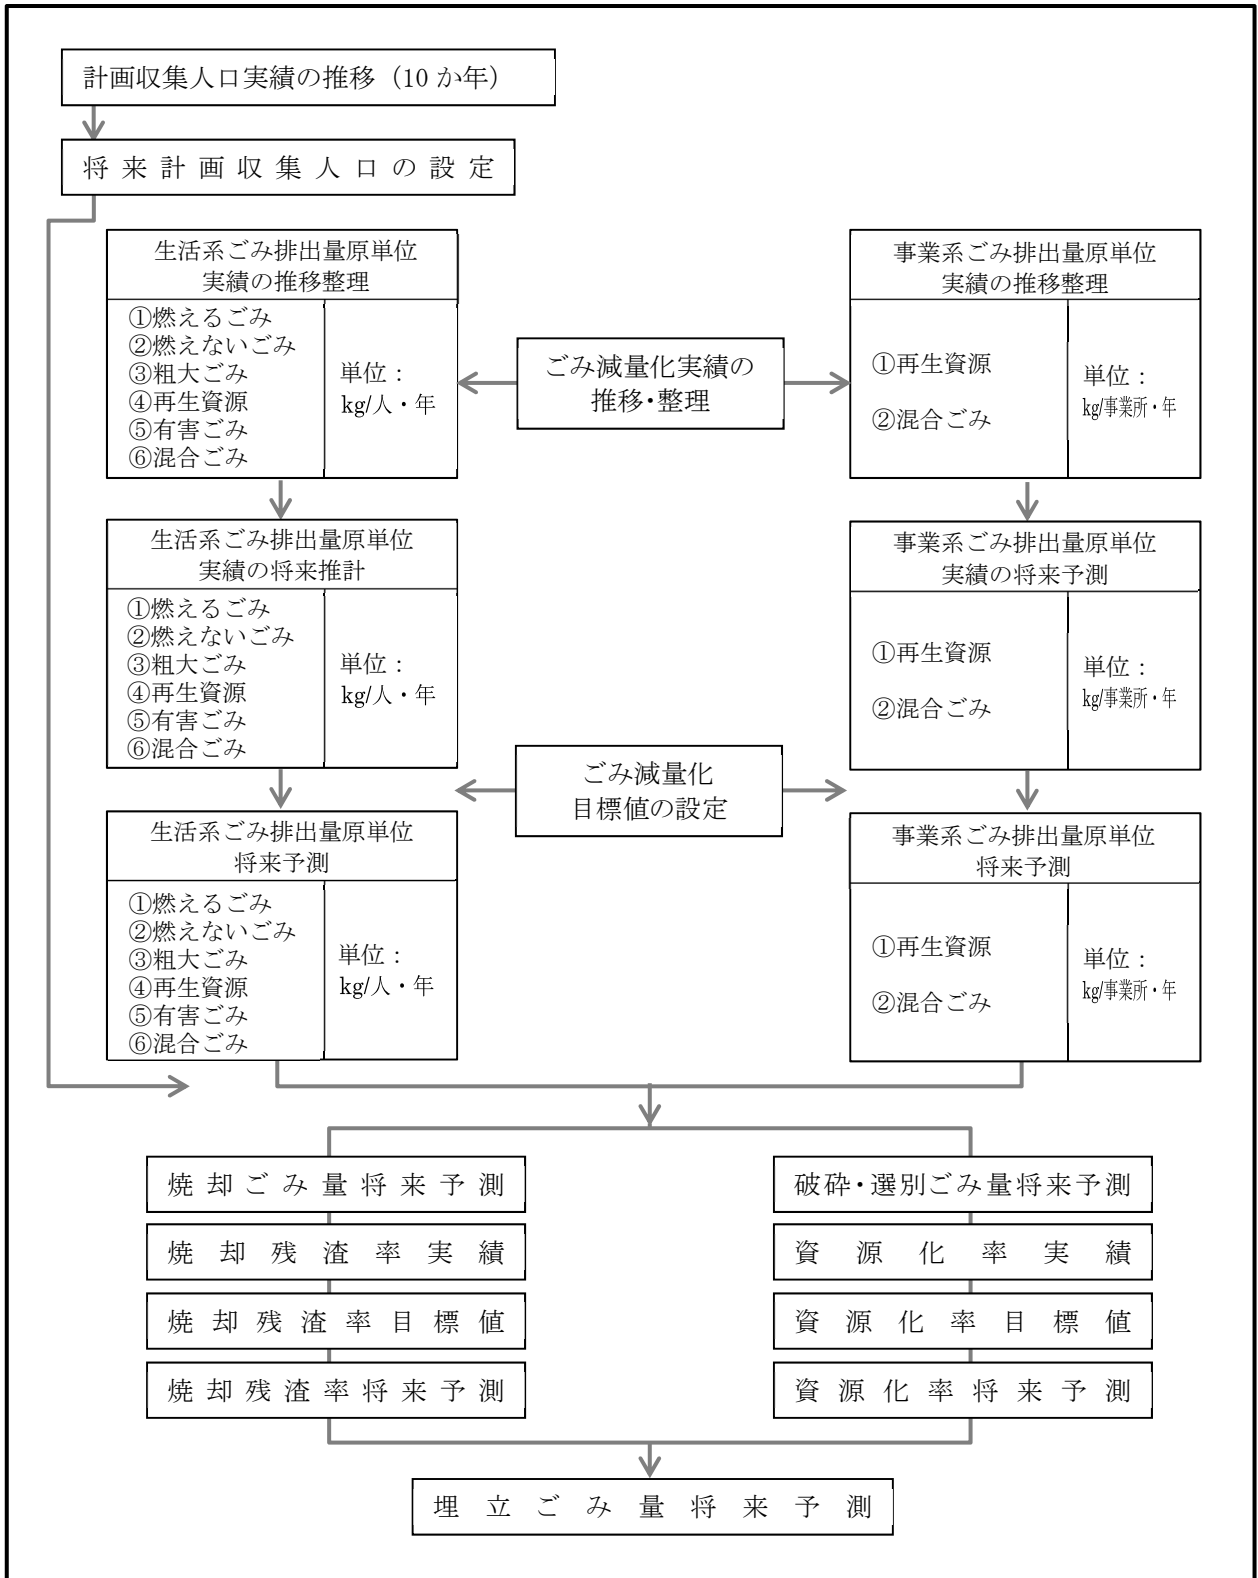 計画収集人口実績の推移（10 か年）
将来計画収集人口の設定
生活系ごみ排出量原単位
実績の推移整理
①燃えるごみ
②燃えないごみ
③粗大ごみ
④再生資源
⑤有害ごみ
⑥混合ごみ
単位：
kg/人・年
ごみ減量化実績の
推移・整理
事業系ごみ排出量原単位
実績の推移整理
①再生資源
②混合ごみ
単位：
kg/事業所・年
生活系ごみ排出量原単位
実績の将来推計
①燃えるごみ
②燃えないごみ
③粗大ごみ
④再生資源
⑤有害ごみ
⑥混合ごみ
単位：
kg/人・年
事業系ごみ排出量原単位
実績の将来予測
①再生資源
②混合ごみ
単位：
kg/事業所・年
ごみ減量化
目標値の設定
生活系ごみ排出量原単位
将来予測
①燃えるごみ
②燃えないごみ
③粗大ごみ
④再生資源
⑤有害ごみ
⑥混合ごみ
単位：
kg/人・年
事業系ごみ排出量原単位
将来予測
①再生資源
②混合ごみ
単位：
kg/事業所・年
焼却ごみ量将来予測
焼却残渣率実績
焼却残渣率目標値
焼却残渣率将来予測
破砕・選別ごみ量将来予測
資源化率実績
資源化率目標値
資源化率将来予測
埋立ごみ量将来予測